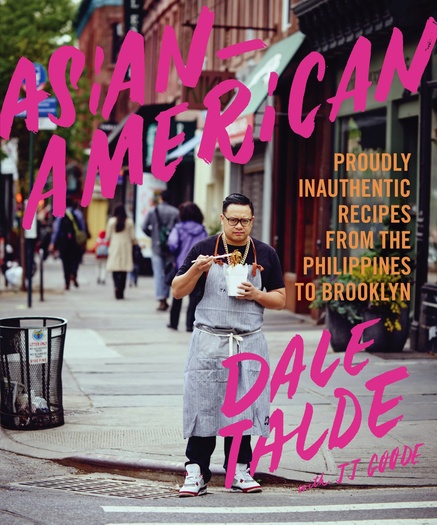 ASIAN-
AMERICAN
PROUDLY
INAUTHENTIC
RECIPES
FROM THE
PHILIPPINES
TO BROOKLYN
DALE
TALDE
with JJ GOODE